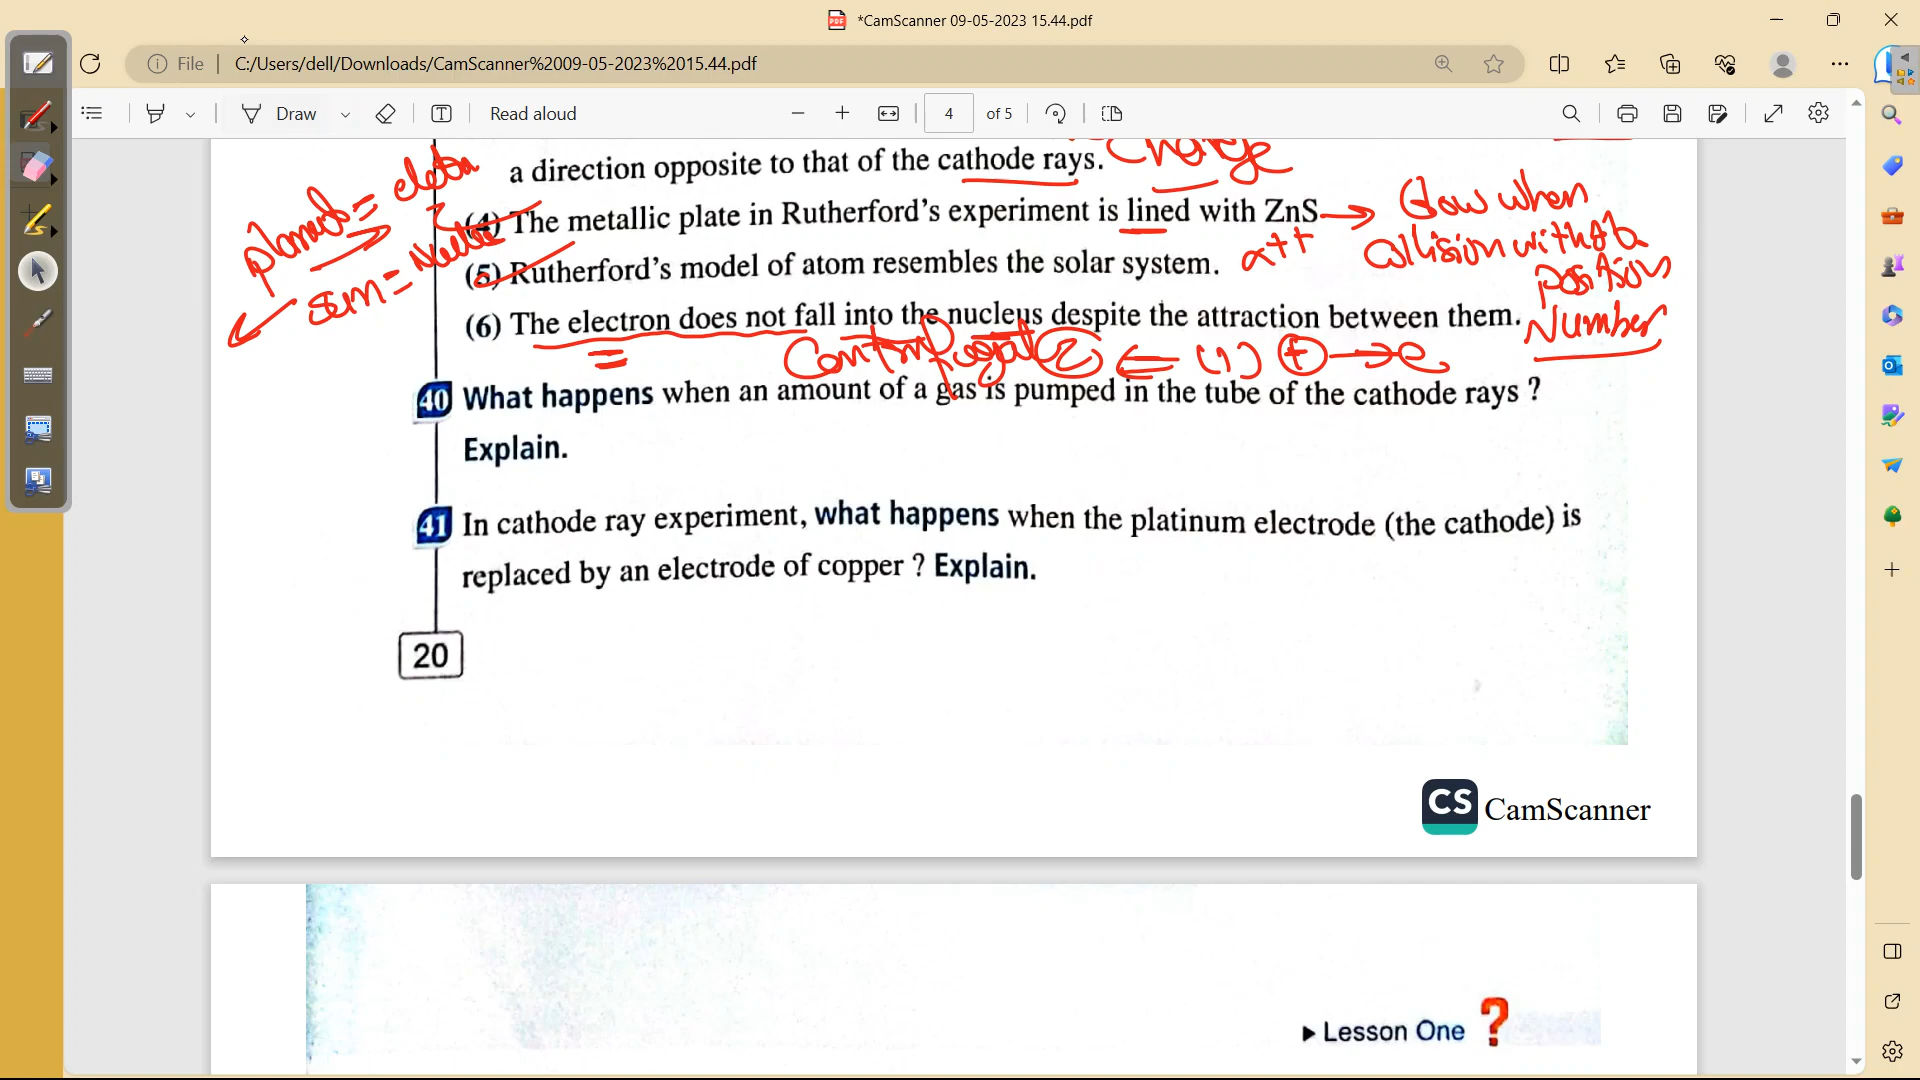 *CamScanner 09-05-2023 15.44.pdf
File | C:/Users/dell/Downloads/CamScanner%2009-05-2023%2015.44.pdf
Draw
Read aloud
4 of 5
a direction opposite to that of the cathode rays. Charge
planets = electron
(4) The metallic plate in Rutherford's experiment is lined with ZnS → Glow when
α++ collision with
sun =
(5) Rutherford's model of atom resembles the solar system.
position
Number
(6) The electron does not fall into the nucleus despite the attraction between them.
(2) ← (1) + → e
40 What happens when an amount of a gas is pumped in the tube of the cathode rays ?
Explain.
41 In cathode ray experiment, what happens when the platinum electrode (the cathode) is
replaced by an electrode of copper ? Explain.
20
CS CamScanner
▶ Lesson One ?